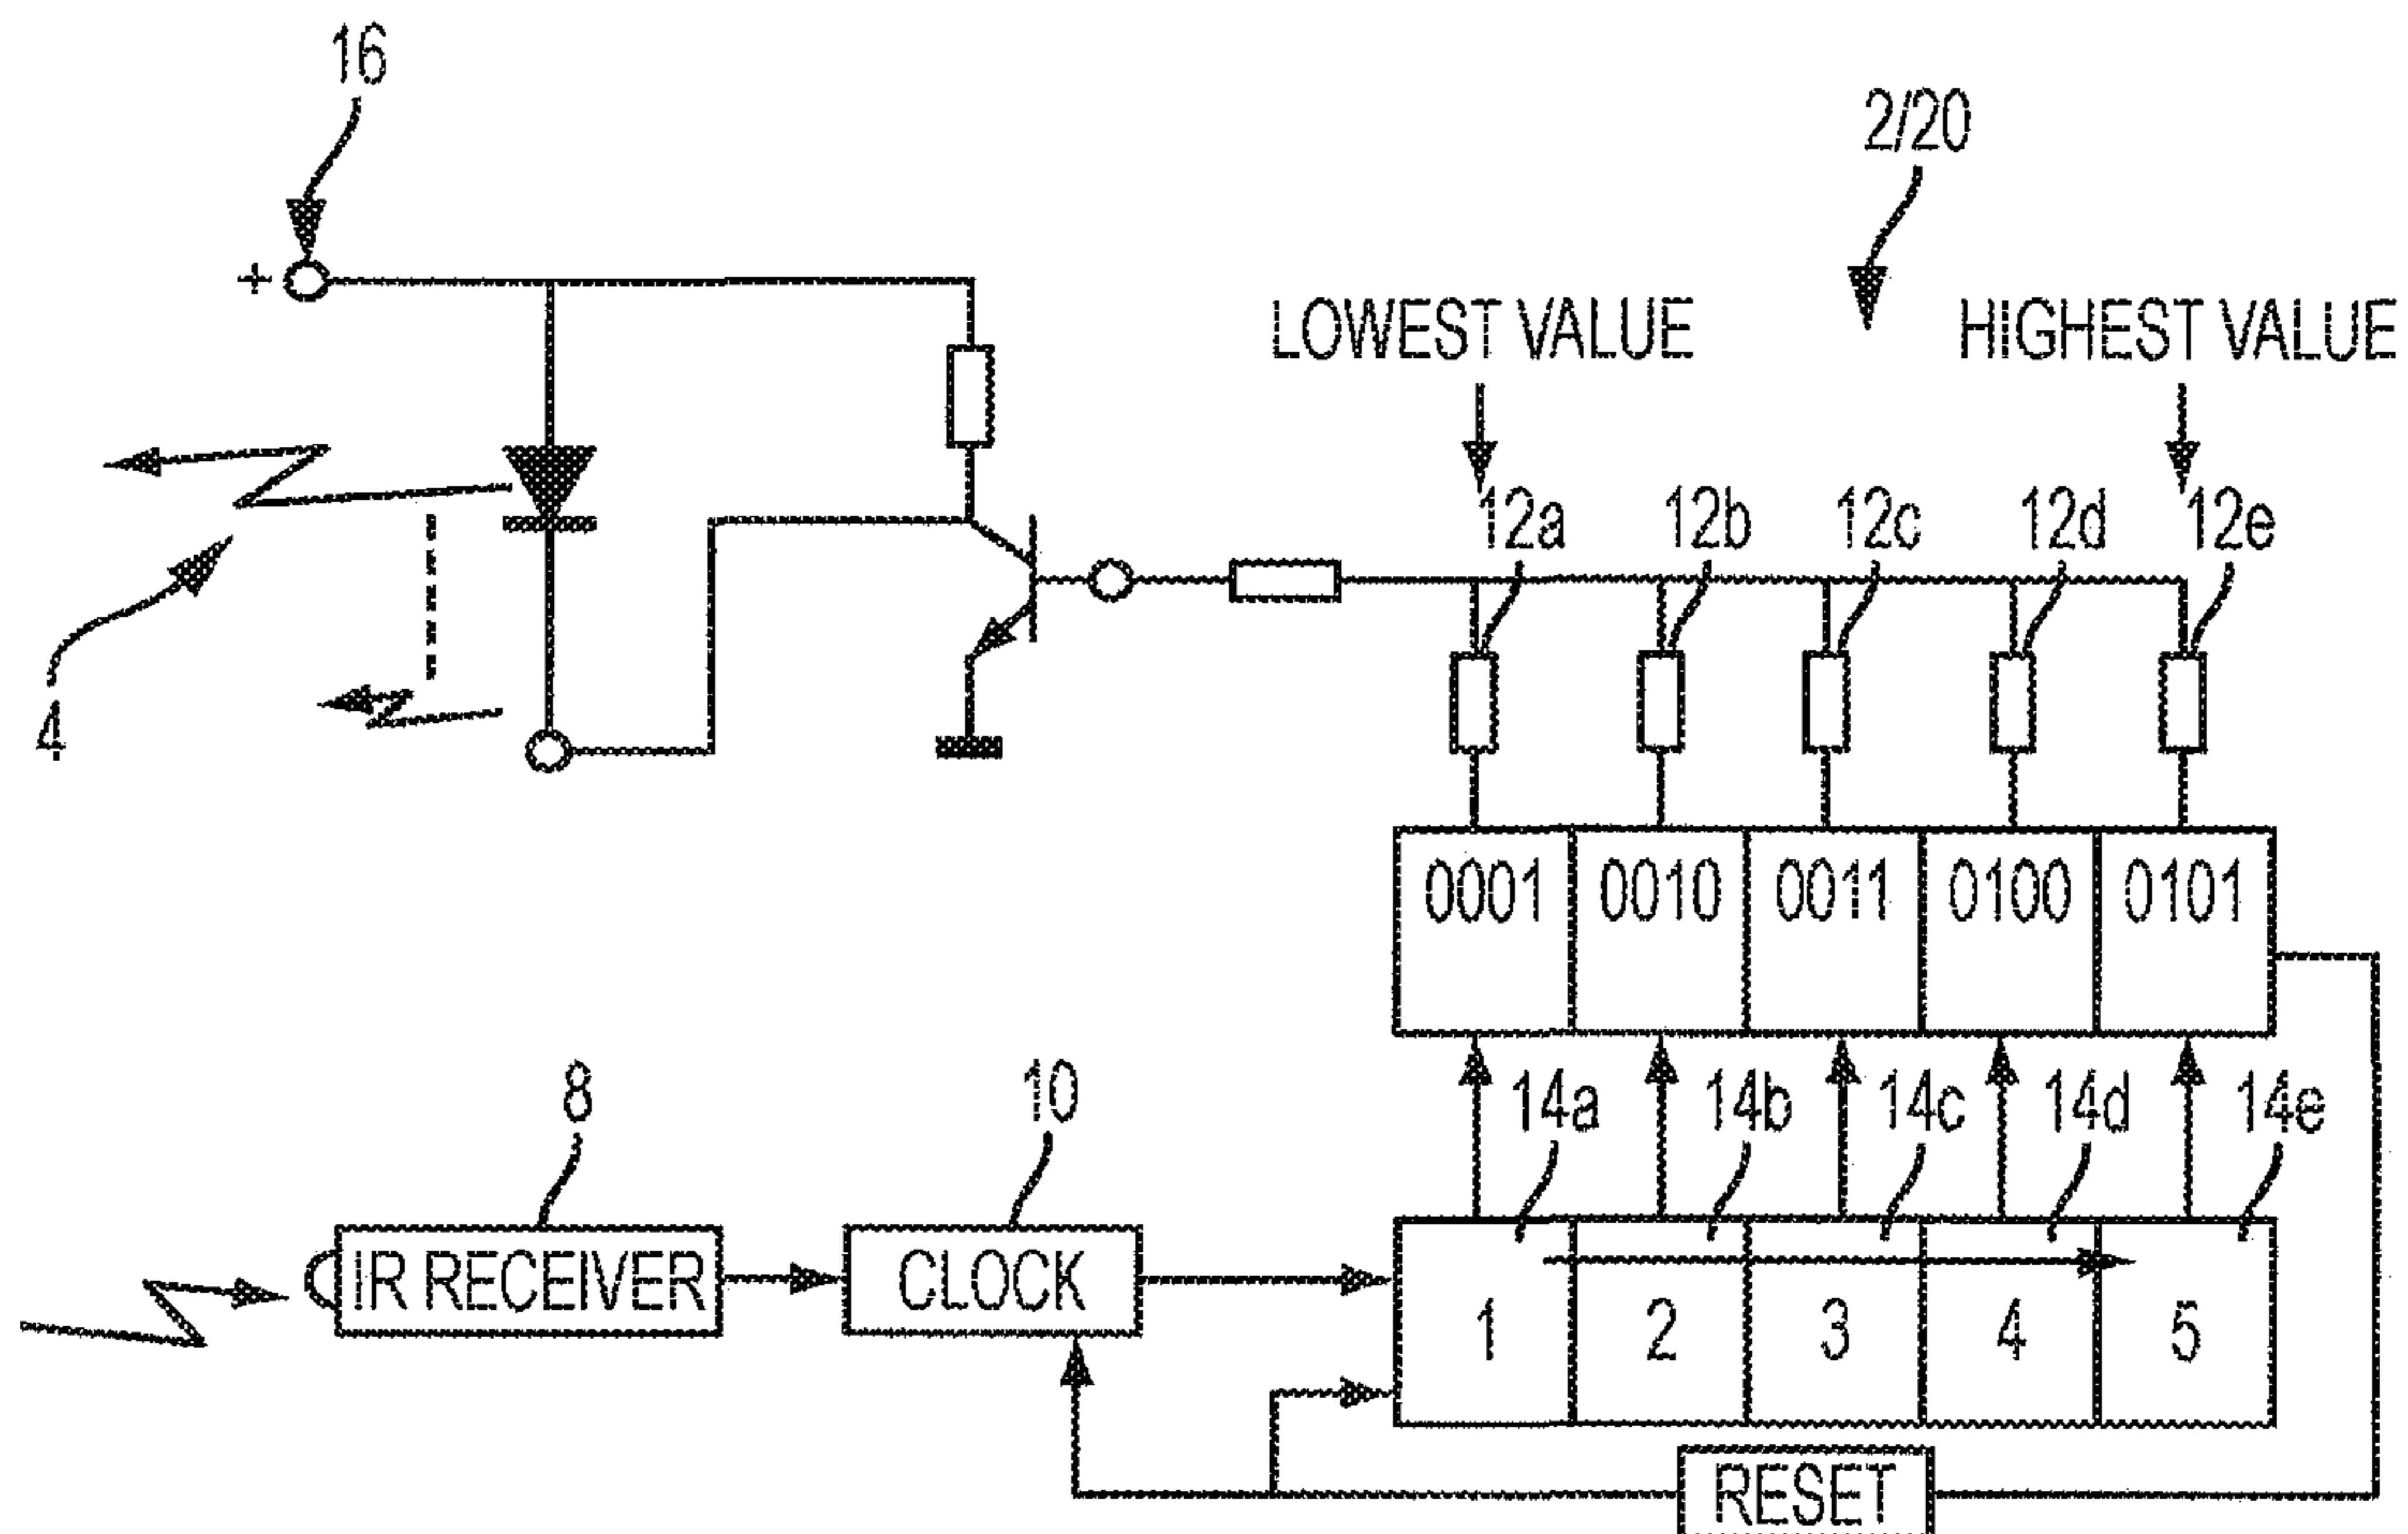 16
2/20
+
LOWEST VALUE
HIGHEST VALUE
12a 12b 12c 12d 12e
4
0001 0010 0011 0100 0101
8
10
14a 14b 14c 14d 14e
IR RECEIVER
CLOCK
1 2 3 4 5
RESET